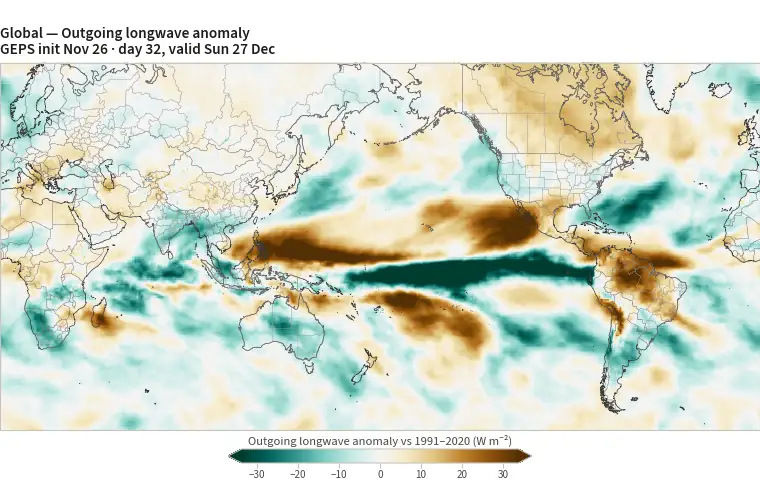 Global — Outgoing longwave anomaly
GEPS init Nov 26 · day 32, valid Sun 27 Dec
Outgoing longwave anomaly vs 1991–2020 (W m⁻²)
−30 −20 −10 0 10 20 30